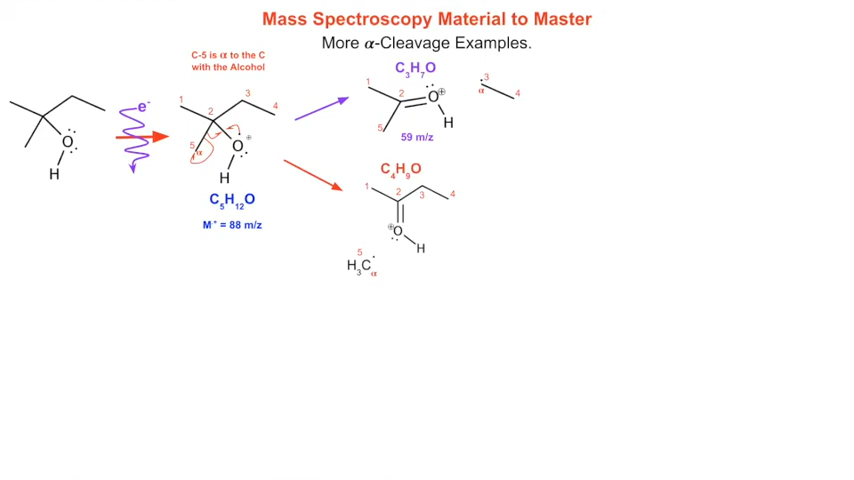 Mass Spectroscopy Material to Master
More α-Cleavage Examples.
C-5 is α to the C
with the Alcohol
e⁻
O
H
1
2
3
4
5
α
O
+
H
C₅H₁₂O
M·⁺ = 88 m/z
C₃H₇O
1
2
5
O
⊕
H
59 m/z
3
α
4
C₄H₉O
1
2
3
4
⊕O
H
5
H₃C
α